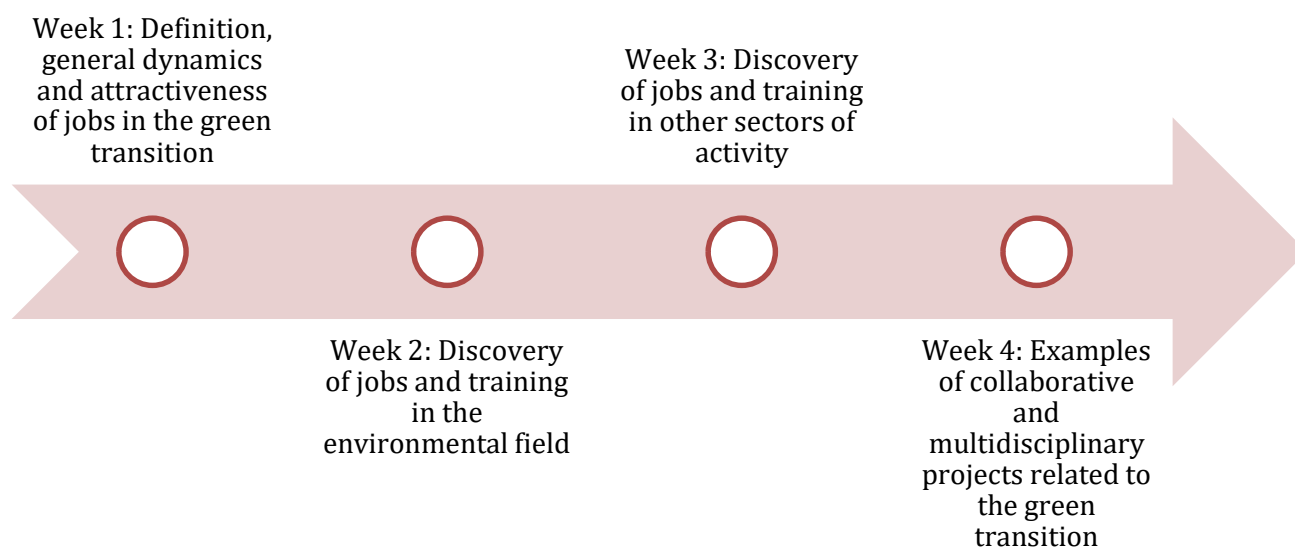 Week 1: Definition,
general dynamics
and attractiveness
of jobs in the green
transition
Week 2: Discovery
of jobs and training
in the
environmental field
Week 3: Discovery
of jobs and training
in other sectors of
activity
Week 4: Examples
of collaborative
and
multidisciplinary
projects related to
the green
transition